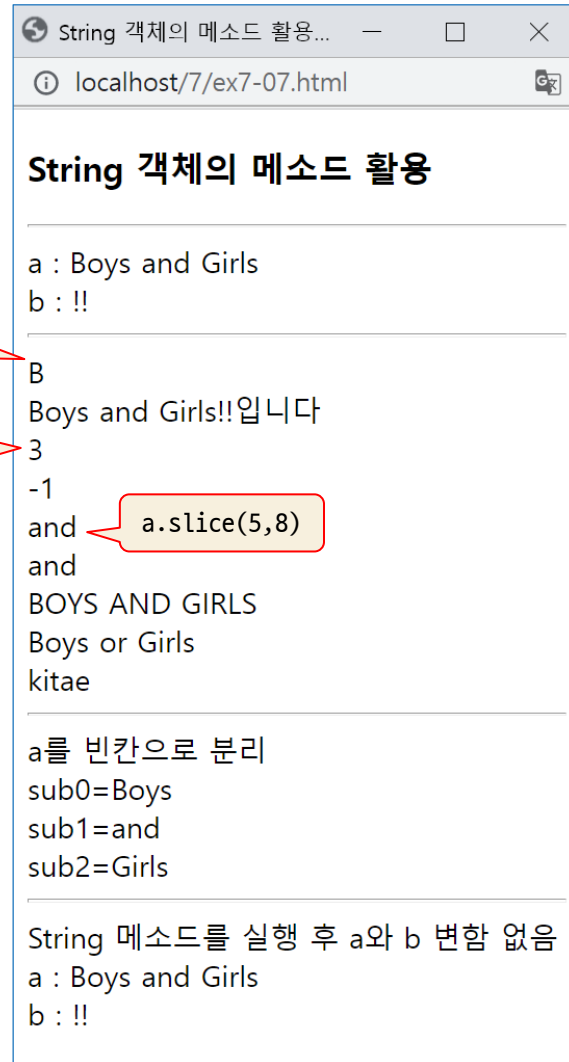 String 객체의 메소드 활용...
localhost/7/ex7-07.html
String 객체의 메소드 활용
a : Boys and Girls
b : !!
B
Boys and Girls!!입니다
3
-1
and a.slice(5,8)
and
BOYS AND GIRLS
Boys or Girls
kitae
a를 빈칸으로 분리
sub0=Boys
sub1=and
sub2=Girls
String 메소드를 실행 후 a와 b 변함 없음
a : Boys and Girls
b : !!